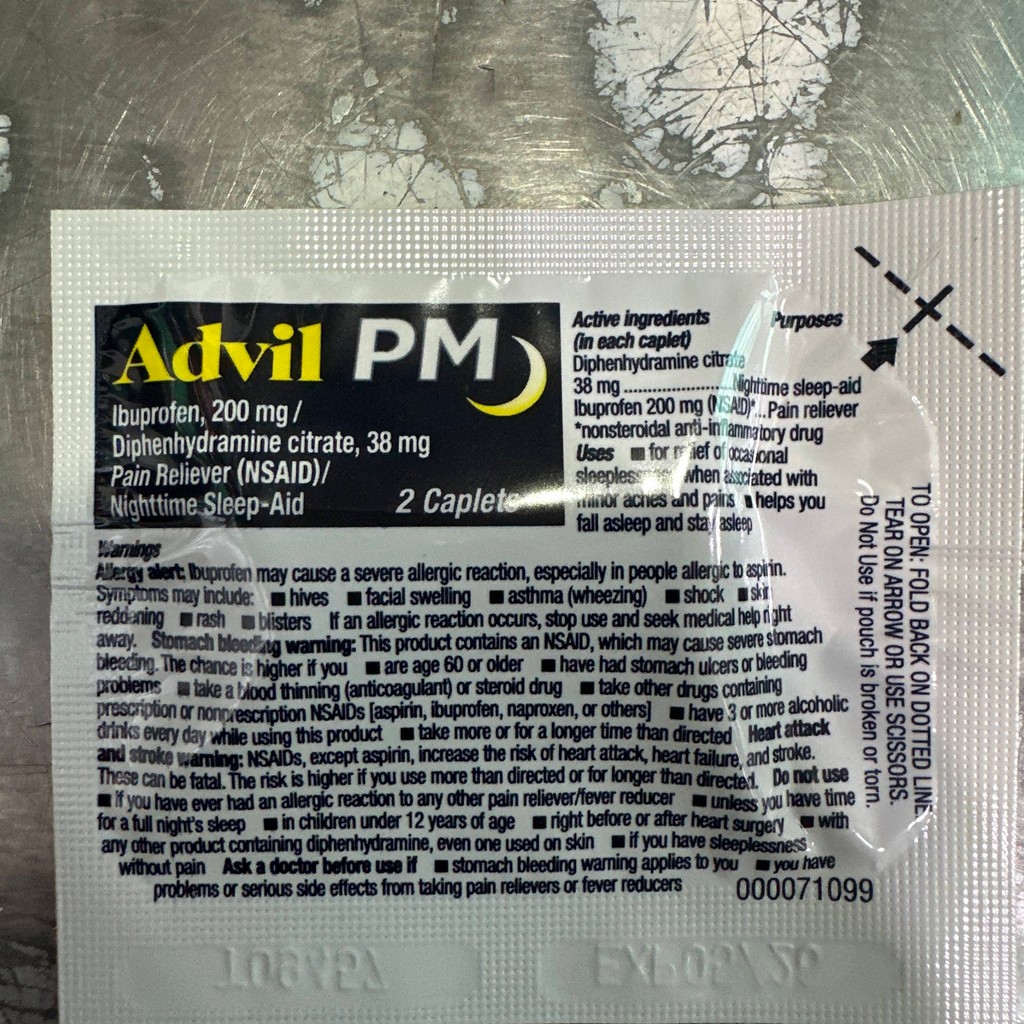 Advil PM
Ibuprofen, 200 mg /
Diphenhydramine citrate, 38 mg
Pain Reliever (NSAID)/
Nighttime Sleep-Aid 2 Caplets
Active ingredients Purposes
(in each caplet)
Diphenhydramine citrate
38 mg ...................... Nighttime sleep-aid
Ibuprofen 200 mg (NSAID)*...Pain reliever
*nonsteroidal anti-inflammatory drug
Uses ■ for relief of occasional
sleeplessness when associated with
minor aches and pains ■ helps you
fall asleep and stay asleep
Warnings
Allergy alert: Ibuprofen may cause a severe allergic reaction, especially in people allergic to aspirin.
Symptoms may include: ■ hives ■ facial swelling ■ asthma (wheezing) ■ shock ■ skin
reddening ■ rash ■ blisters If an allergic reaction occurs, stop use and seek medical help right
away. Stomach bleeding warning: This product contains an NSAID, which may cause severe stomach
bleeding. The chance is higher if you ■ are age 60 or older ■ have had stomach ulcers or bleeding
problems ■ take a blood thinning (anticoagulant) or steroid drug ■ take other drugs containing
prescription or nonprescription NSAIDs [aspirin, ibuprofen, naproxen, or others] ■ have 3 or more alcoholic
drinks every day while using this product ■ take more or for a longer time than directed Heart attack
and stroke warning: NSAIDs, except aspirin, increase the risk of heart attack, heart failure, and stroke.
These can be fatal. The risk is higher if you use more than directed or for longer than directed. Do not use
■ if you have ever had an allergic reaction to any other pain reliever/fever reducer ■ unless you have time
for a full night's sleep ■ in children under 12 years of age ■ right before or after heart surgery ■ with
any other product containing diphenhydramine, even one used on skin ■ if you have sleeplessness
without pain Ask a doctor before use if ■ stomach bleeding warning applies to you ■ you have
problems or serious side effects from taking pain relievers or fever reducers
000071099
TO OPEN: FOLD BACK ON DOTTED LINE
TEAR ON ARROW OR USE SCISSORS.
Do Not Use if pouch is broken or torn.